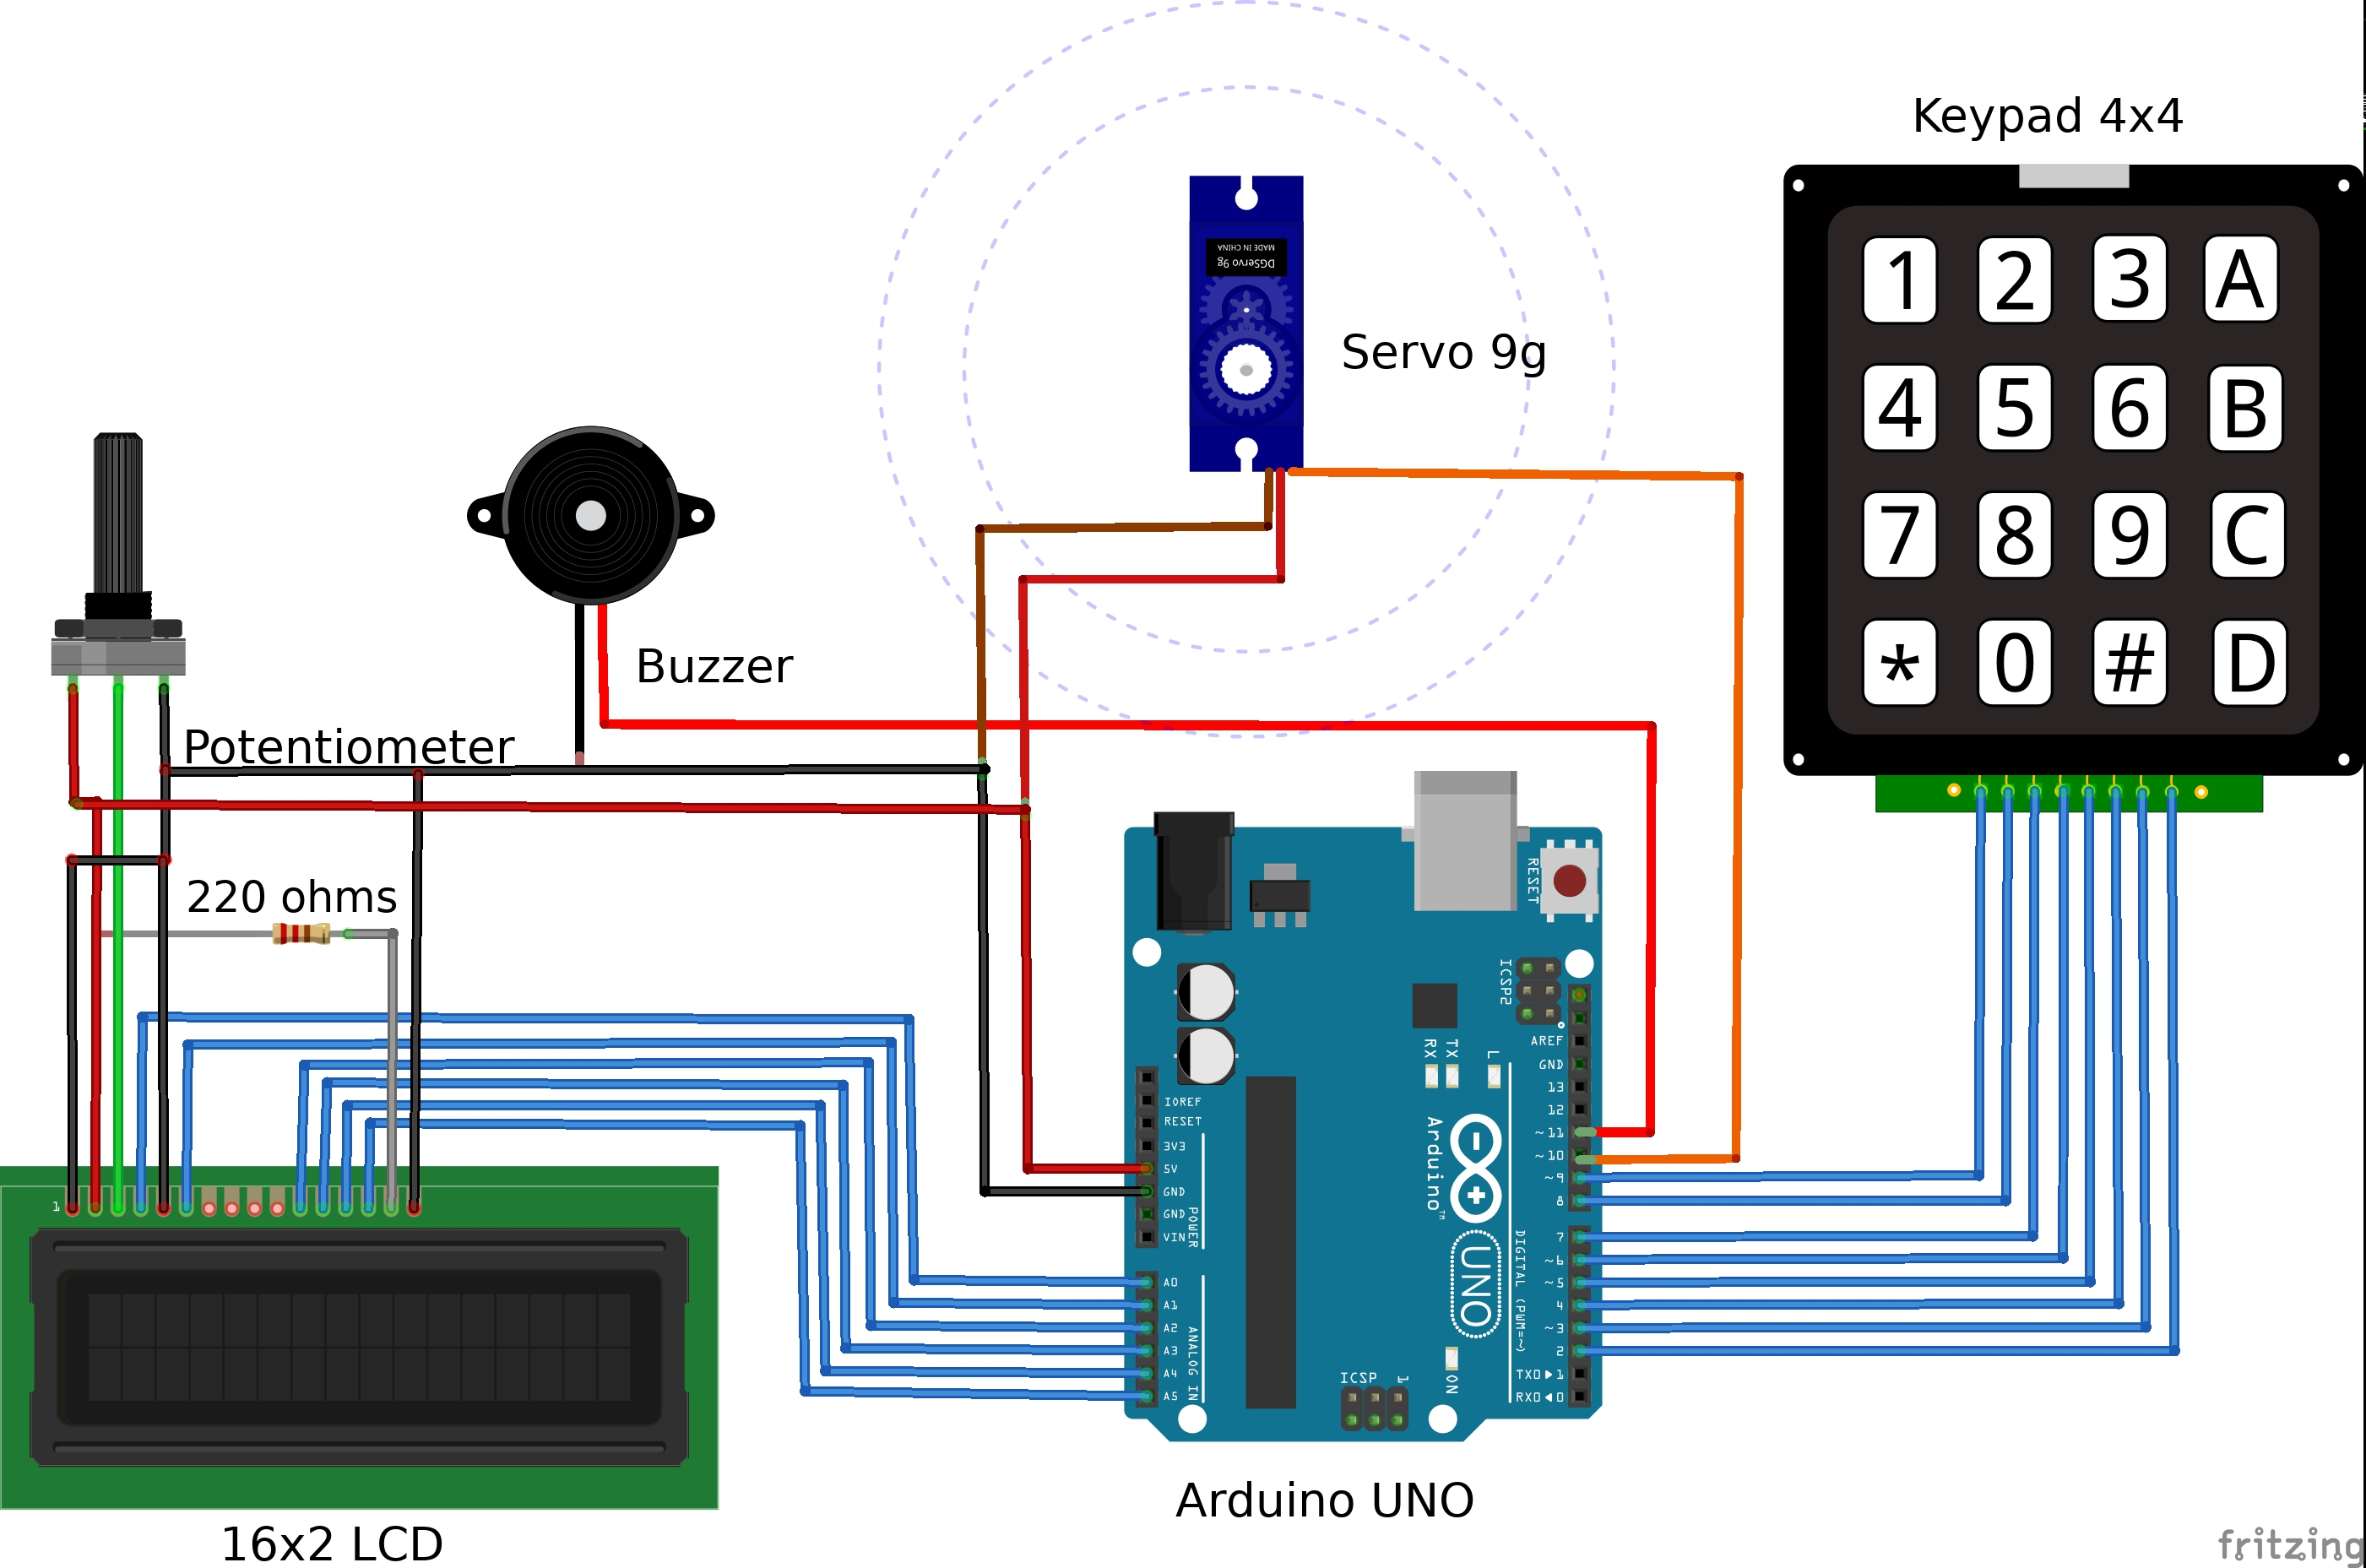 Keypad 4x4
1 2 3 A
4 5 6 B
7 8 9 C
* 0 # D
MADE IN CHINA
DGServo 9g
Servo 9g
Buzzer
Potentiometer
220 ohms
RESET
ICSP2
AREF
GND
13
12
~11
~10
~9
8
7
~6
~5
4
~3
2
TX0▶1
RX0◀0
RX
TX
L
IOREF
RESET
3V3
5V
GND
GND
VIN
POWER
A0
A1
A2
A3
A4
A5
ANALOG IN
Arduino™
UNO
DIGITAL (PWM=~)
ON
ICSP
1
1
Arduino UNO
16x2 LCD
fritzing